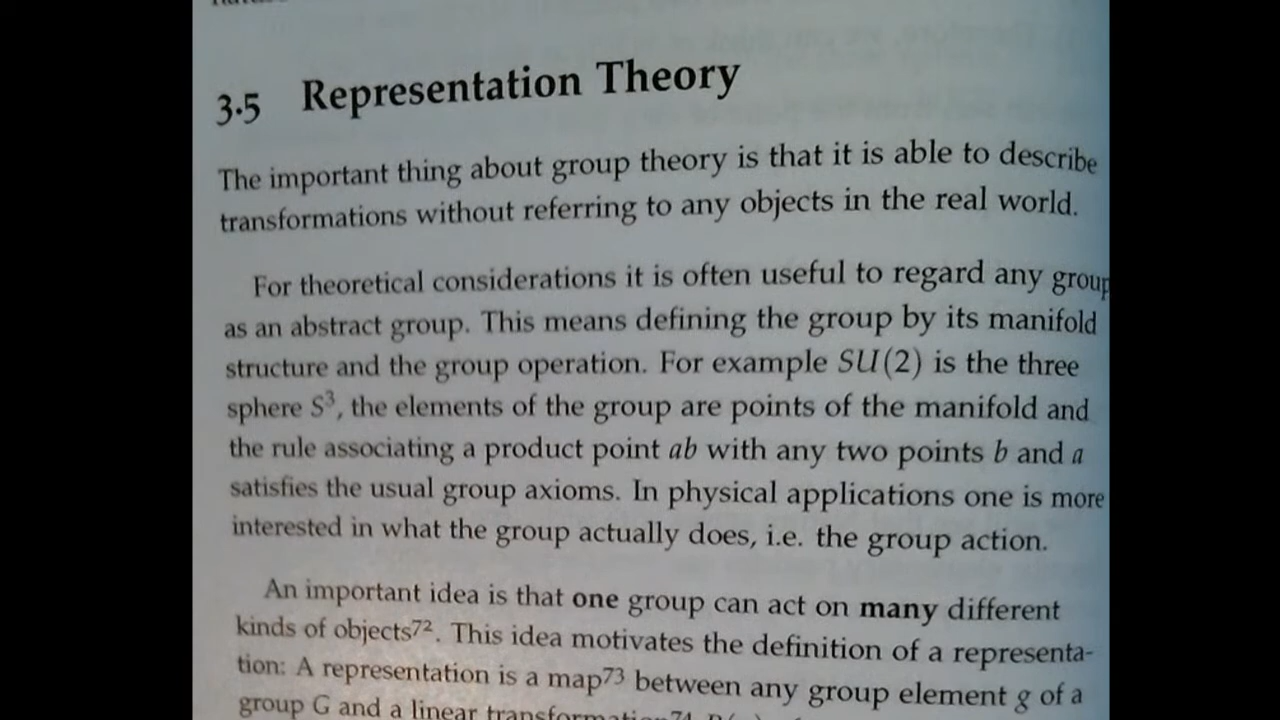 3.5 Representation Theory
The important thing about group theory is that it is able to describe
transformations without referring to any objects in the real world.
For theoretical considerations it is often useful to regard any group
as an abstract group. This means defining the group by its manifold
structure and the group operation. For example SU(2) is the three
sphere S³, the elements of the group are points of the manifold and
the rule associating a product point ab with any two points b and a
satisfies the usual group axioms. In physical applications one is more
interested in what the group actually does, i.e. the group action.
An important idea is that one group can act on many different
kinds of objects⁷². This idea motivates the definition of a representa-
tion: A representation is a map⁷³ between any group element g of a
group G and a linear transformation⁷⁴